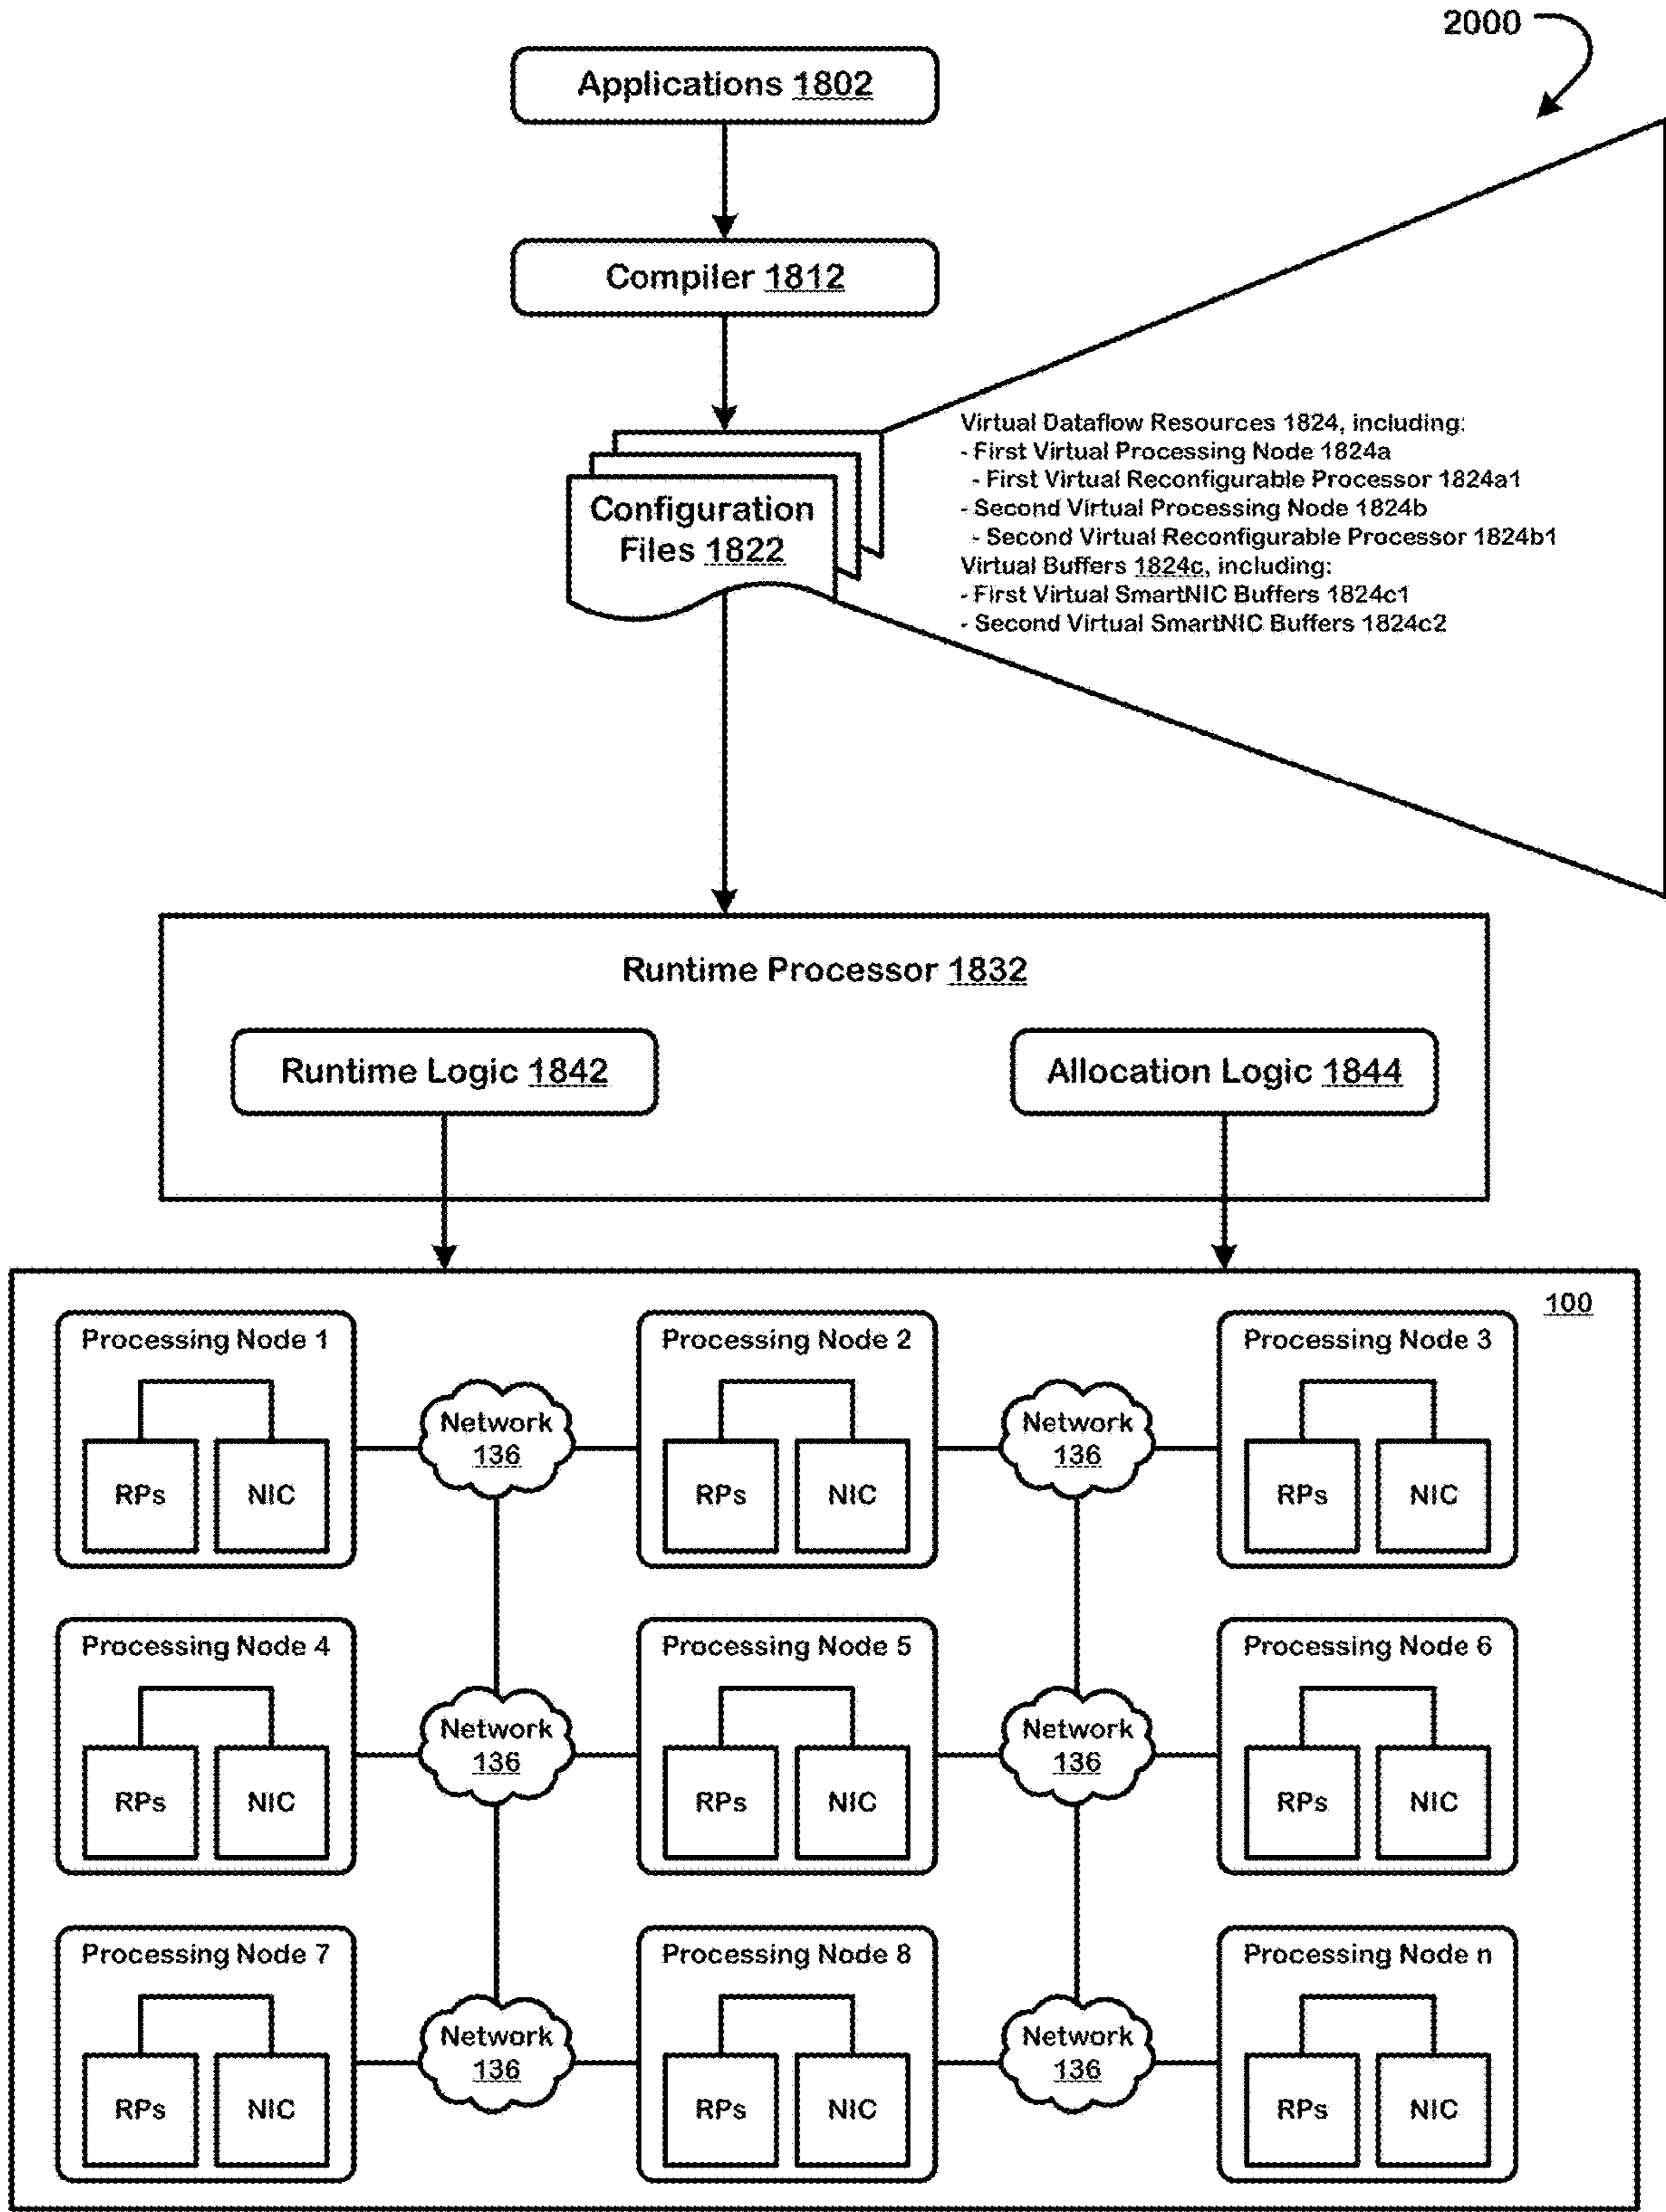 2000
Applications 1802
Compiler 1812
Configuration
Files 1822
Virtual Dataflow Resources 1824, including:
- First Virtual Processing Node 1824a
- First Virtual Reconfigurable Processor 1824a1
- Second Virtual Processing Node 1824b
- Second Virtual Reconfigurable Processor 1824b1
Virtual Buffers 1824c, including:
- First Virtual SmartNIC Buffers 1824c1
- Second Virtual SmartNIC Buffers 1824c2
Runtime Processor 1832
Runtime Logic 1842
Allocation Logic 1844
100
Processing Node 1
RPs
NIC
Network
136
Processing Node 2
RPs
NIC
Network
136
Processing Node 3
RPs
NIC
Processing Node 4
RPs
NIC
Network
136
Processing Node 5
RPs
NIC
Network
136
Processing Node 6
RPs
NIC
Processing Node 7
RPs
NIC
Network
136
Processing Node 8
RPs
NIC
Network
136
Processing Node n
RPs
NIC